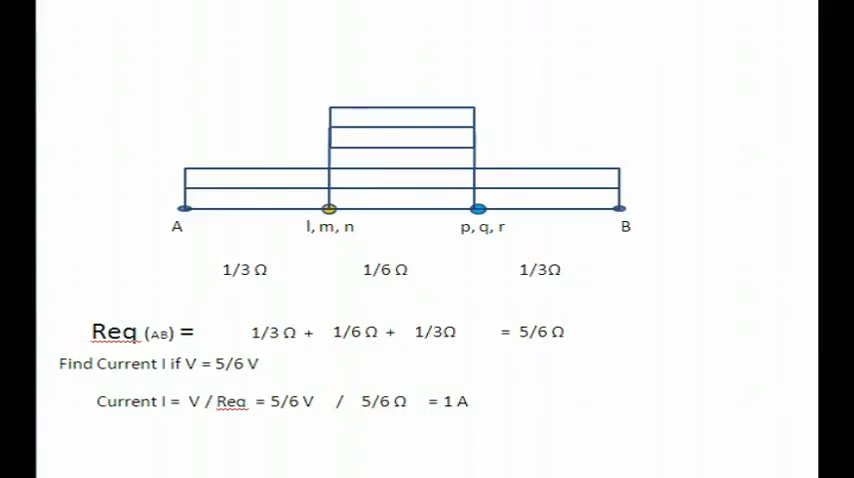 A l, m, n p, q, r B
1/3 Ω 1/6 Ω 1/3Ω
Req (AB) = 1/3 Ω + 1/6 Ω + 1/3Ω = 5/6 Ω
Find Current I if V = 5/6 V
Current I = V / Req = 5/6 V / 5/6 Ω = 1 A